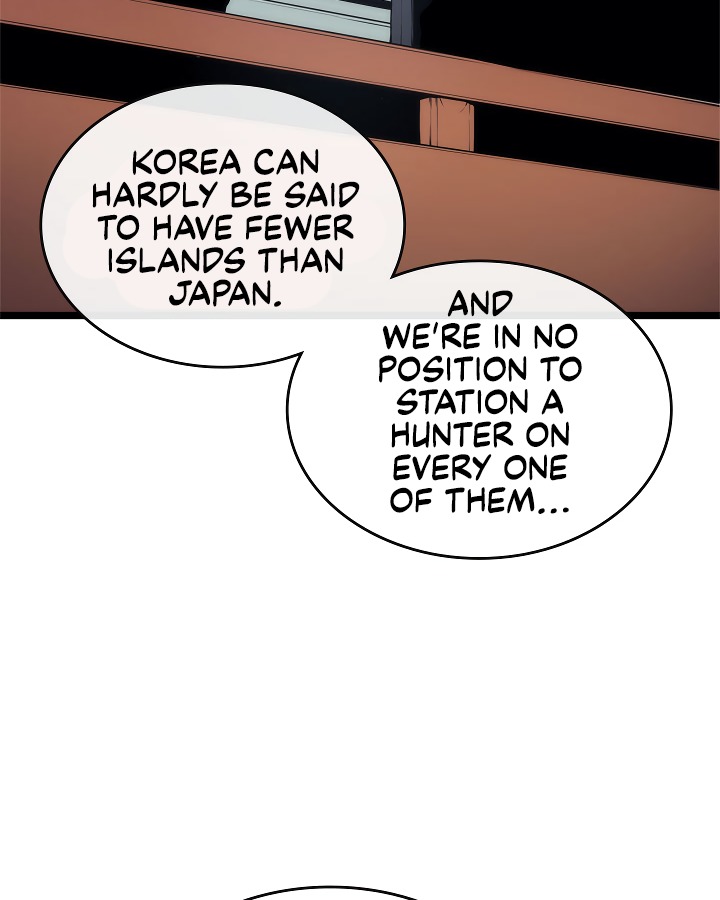 KOREA CAN
HARDLY BE SAID
TO HAVE FEWER
ISLANDS THAN
JAPAN.
AND
WE'RE IN NO
POSITION TO
STATION A
HUNTER ON
EVERY ONE
OF THEM...